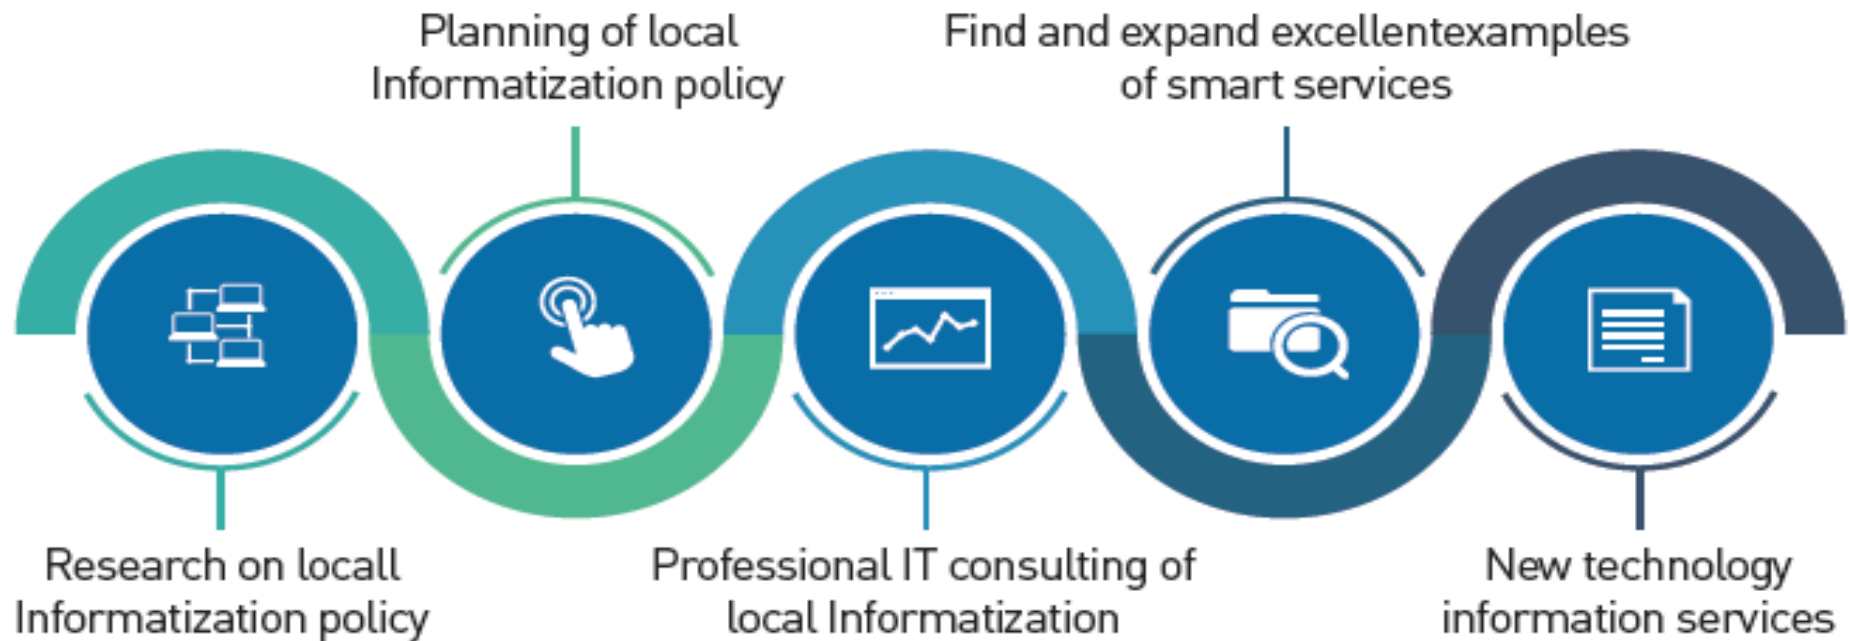 Planning of local
Informatization policy
Find and expand excellentexamples
of smart services
Research on locall
Informatization policy
Professional IT consulting of
local Informatization
New technology
information services